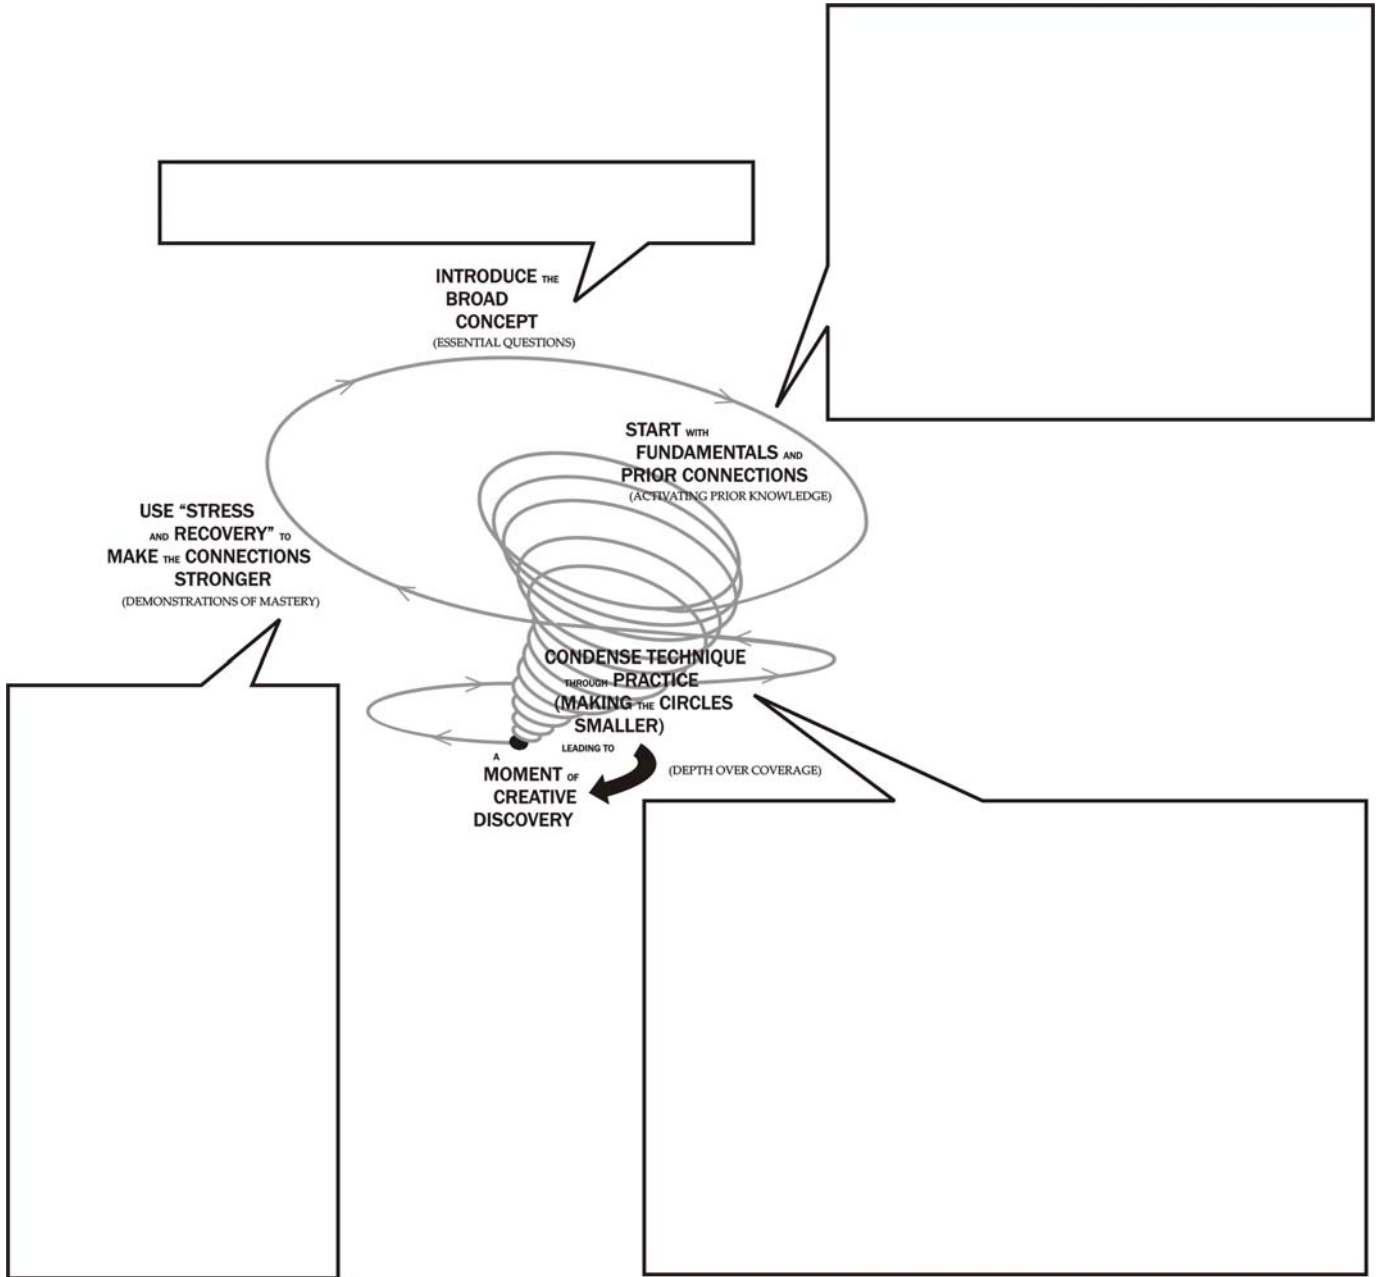 INTRODUCE THE
BROAD
CONCEPT
(ESSENTIAL QUESTIONS)
START WITH
FUNDAMENTALS AND
PRIOR CONNECTIONS
(ACTIVATING PRIOR KNOWLEDGE)
USE “STRESS
AND RECOVERY” TO
MAKE THE CONNECTIONS
STRONGER
(DEMONSTRATIONS OF MASTERY)
CONDENSE TECHNIQUE
THROUGH PRACTICE
(MAKING THE CIRCLES
SMALLER)
LEADING TO
(DEPTH OVER COVERAGE)
A
MOMENT OF
CREATIVE
DISCOVERY